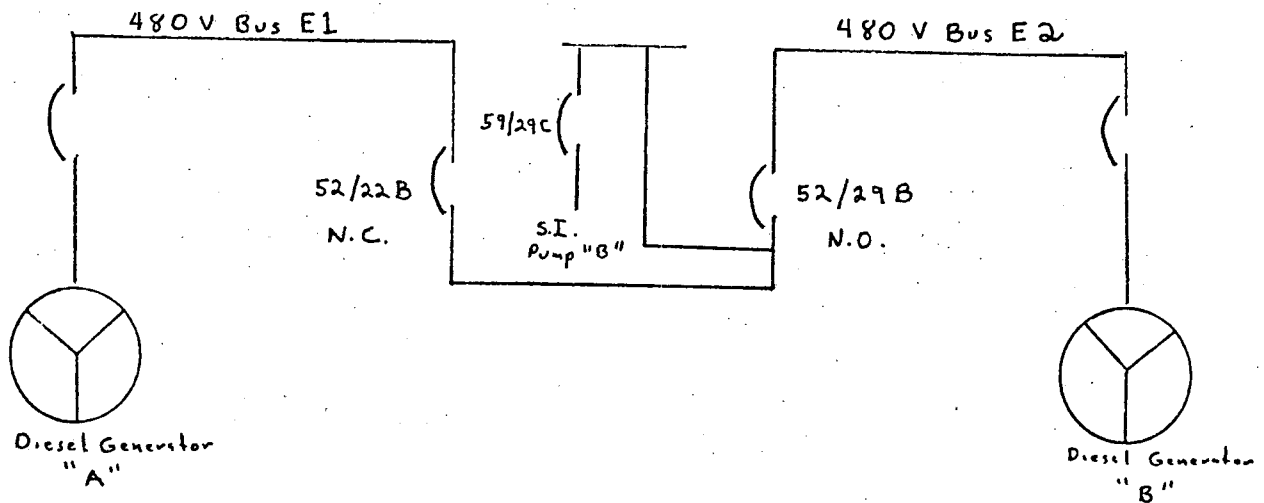 480 V Bus E1
480 V Bus E2
59/29C
52/22B
N.C.
S.I.
Pump "B"
52/29B
N.O.
Diesel Generator
"A"
Diesel Generator
"B"